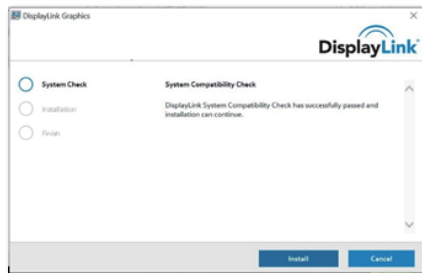 DisplayLink Graphics
DisplayLink
System Check
System Compatibility Check
DisplayLink System Compatibility Check has successfully passed and
installation can continue.
Installation
Finish
Install
Cancel